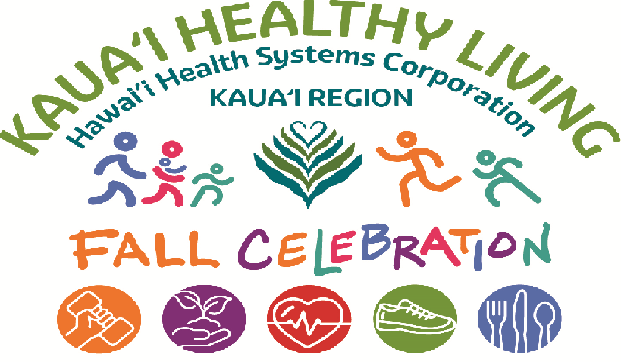 KAUA‘I HEALTHY LIVING
Hawai‘i Health Systems Corporation
KAUA‘I REGION
FALL CELEBRATION